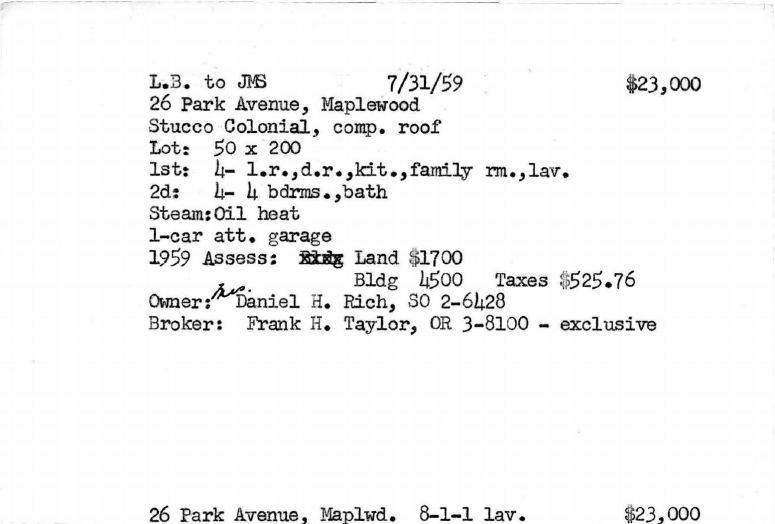 L.B. to JMS 7/31/59 $23,000
26 Park Avenue, Maplewood
Stucco Colonial, comp. roof
Lot: 50 x 200
1st: 4- l.r.,d.r.,kit.,family rm.,lav.
2d: 4- 4 bdrms.,bath
Steam:Oil heat
1-car att. garage
1959 Assess: Land $1700
Bldg 4500 Taxes $525.76
Owner: Mrs. Daniel H. Rich, SO 2-6428
Broker: Frank H. Taylor, OR 3-8100 - exclusive
26 Park Avenue, Maplwd. 8-1-1 lav. $23,000